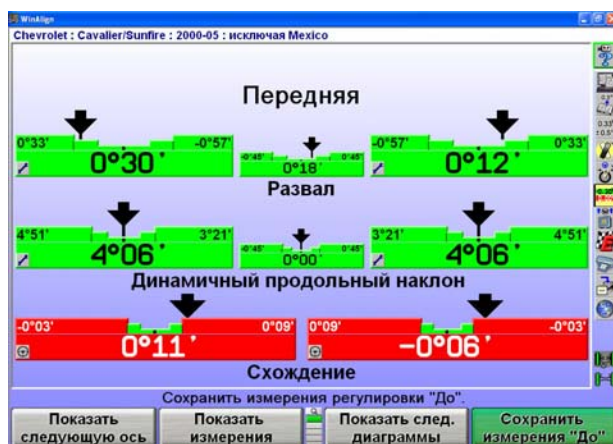 WinAlign
Chevrolet : Cavalier/Sunfire : 2000-05 : исключая Mexico
Передняя
0°33' -0°57' -0°57' 0°33'
-0°45' 0°45'
0°30' 0°18' 0°12'
Развал
4°51' 3°21' 3°21' 4°51'
-0°45' 0°45'
4°06' 0°00' 4°06'
Динамичный продольный наклон
-0°03' 0°09' 0°09' -0°03'
0°11' -0°06'
Схождение
Сохранить измерения регулировки "До".
Показать следующую ось
Показать измерения
Показать след. диаграммы
Сохранить измерения "До"